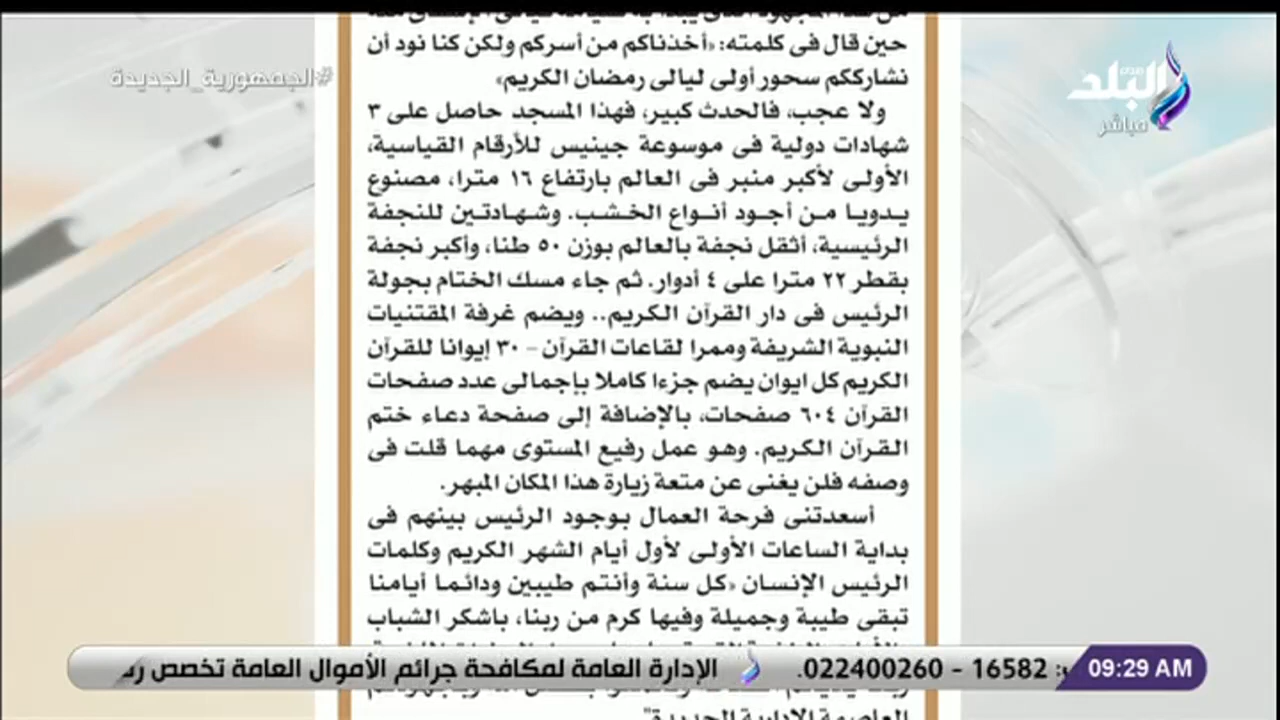 حين قال فى كلمته: «أخذناكم من أسركم ولكن كنا نود أن
نشارككم سحور أولى ليالى رمضان الكريم»
ولا عجب، فالحدث كبير، فهذا المسجد حاصل على ٣
شهادات دولية فى موسوعة جينيس للأرقام القياسية،
الأولى لأكبر منبر فى العالم بارتفاع ١٦ مترا، مصنوع
يدويا من أجود أنواع الخشب. وشهادتين للنجفة
الرئيسية، أثقل نجفة بالعالم بوزن ٥٠ طنا، وأكبر نجفة
بقطر ٢٢ مترا على ٤ أدوار. ثم جاء مسك الختام بجولة
الرئيس فى دار القرآن الكريم.. ويضم غرفة المقتنيات
النبوية الشريفة وممرا لقاعات القرآن - ٣٠ إيوانا للقرآن
الكريم كل ايوان يضم جزءا كاملا بإجمالى عدد صفحات
القرآن ٦٠٤ صفحات، بالإضافة إلى صفحة دعاء ختم
القرآن الكريم. وهو عمل رفيع المستوى مهما قلت فى
وصفه فلن يغنى عن متعة زيارة هذا المكان المبهر.
أسعدتنى فرحة العمال بوجود الرئيس بينهم فى
بداية الساعات الأولى لأول أيام الشهر الكريم وكلمات
الرئيس الإنسان «كل سنة وأنتم طيبين ودائما أيامنا
تبقى طيبة وجميلة وفيها كرم من ربنا، باشكر الشباب
العاصمة الإدارية الجديدة"
#الجمهورية_الجديدة
صدى البلد
مباشر
09:29 AM
16582 - 022400260.
الإدارة العامة لمكافحة جرائم الأموال العامة تخصص